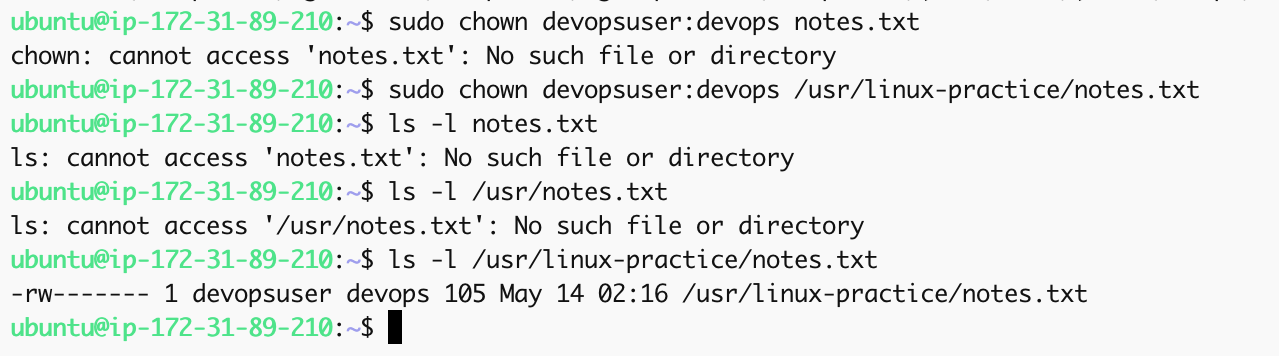 ubuntu@ip-172-31-89-210:~$ sudo chown devopsuser:devops notes.txt
chown: cannot access 'notes.txt': No such file or directory
ubuntu@ip-172-31-89-210:~$ sudo chown devopsuser:devops /usr/linux-practice/notes.txt
ubuntu@ip-172-31-89-210:~$ ls -l notes.txt
ls: cannot access 'notes.txt': No such file or directory
ubuntu@ip-172-31-89-210:~$ ls -l /usr/notes.txt
ls: cannot access '/usr/notes.txt': No such file or directory
ubuntu@ip-172-31-89-210:~$ ls -l /usr/linux-practice/notes.txt
-rw------- 1 devopsuser devops 105 May 14 02:16 /usr/linux-practice/notes.txt
ubuntu@ip-172-31-89-210:~$